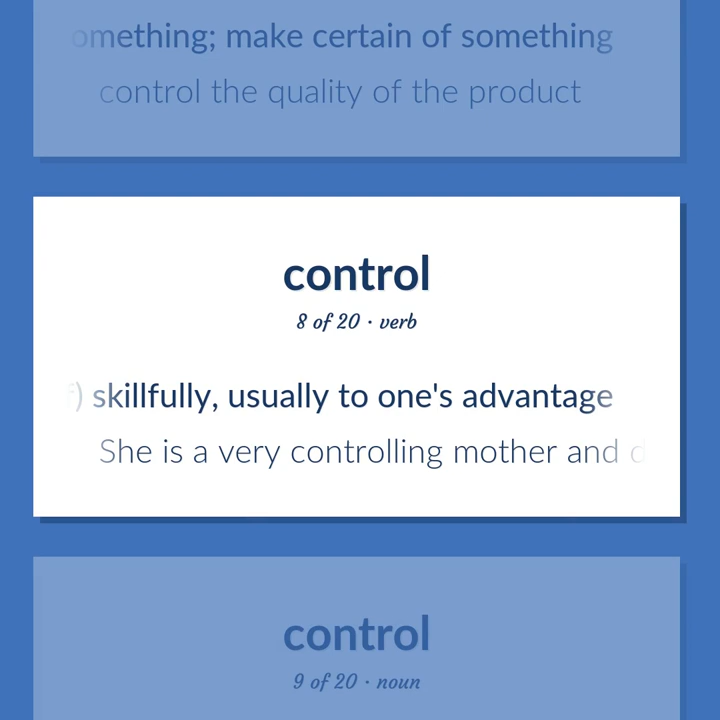 omething; make certain of something
control the quality of the product
control
8 of 20 · verb
f) skillfully, usually to one's advantage
She is a very controlling mother and d
control
9 of 20 · noun